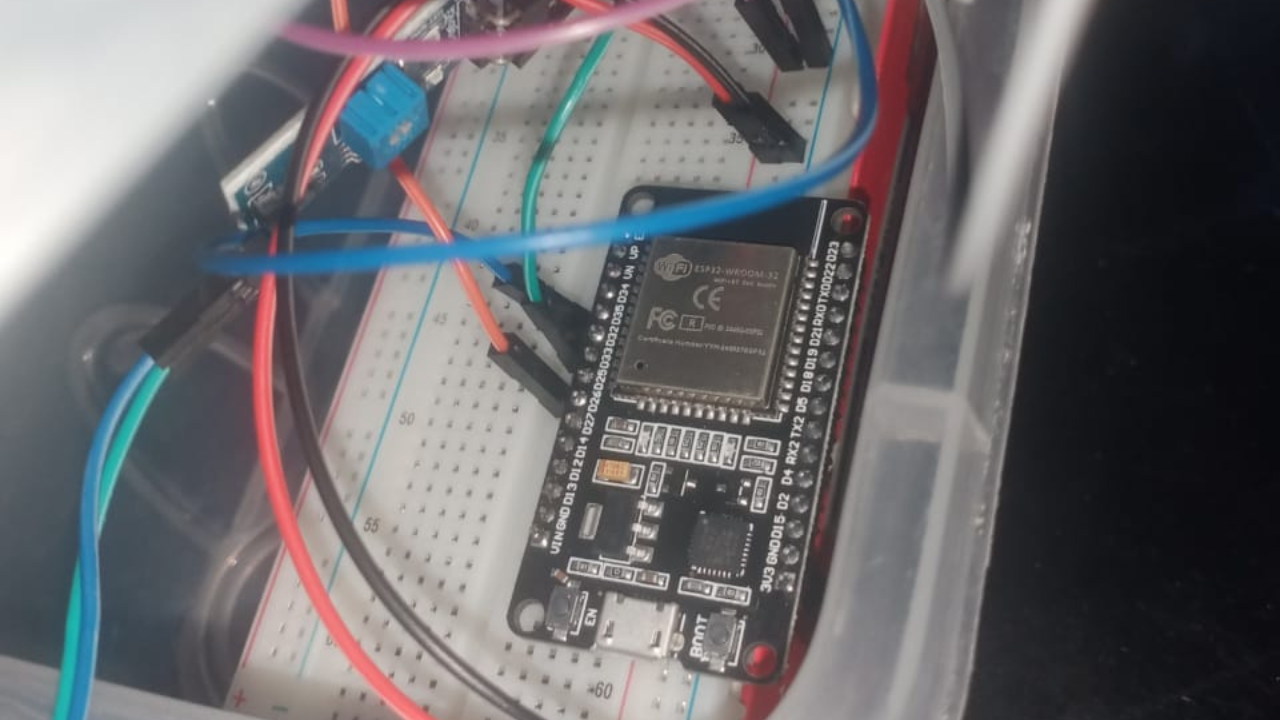 30
35
35
40
45
50
55
60
WiFi
ESP32-WROOM-32
CE
FC
R
VIN GND D13 D12 D14 D27 D26 D25 D33 D32 D35 D34 VN VP
3V3 GND D15 D2 D4 RX2 TX2 D5 D18 D19 D21 RX0 TX0 D22 D23
EN
BOOT
+
-